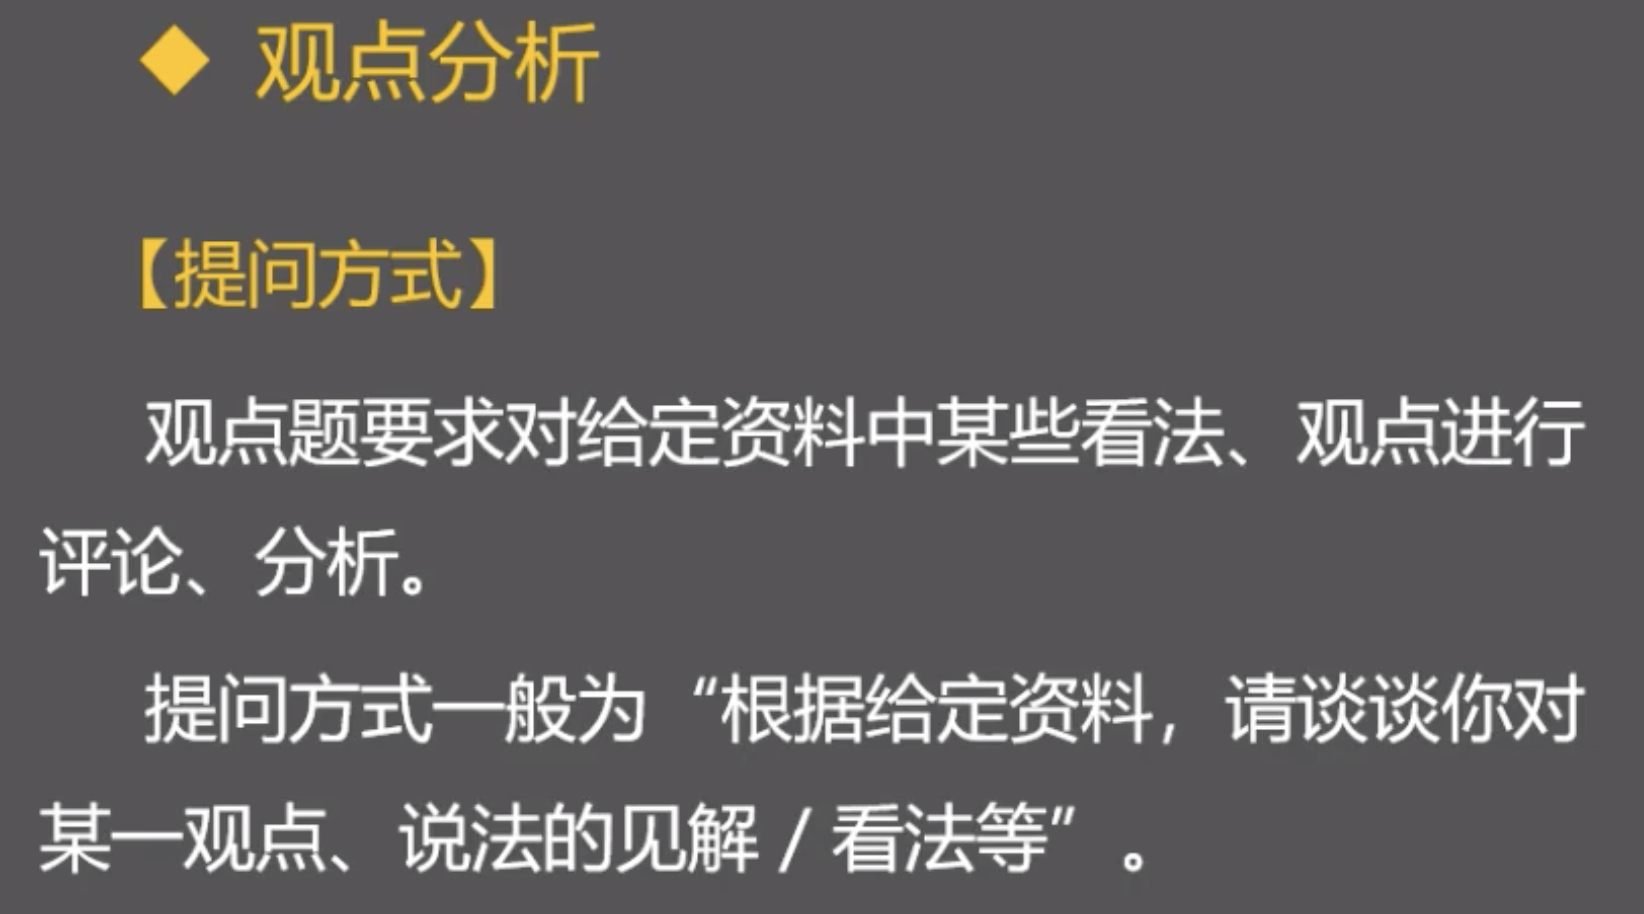 ◆ 观点分析
【提问方式】
观点题要求对给定资料中某些看法、观点进行
评论、分析。
提问方式一般为“根据给定资料，请谈谈你对
某一观点、说法的见解 / 看法等”。